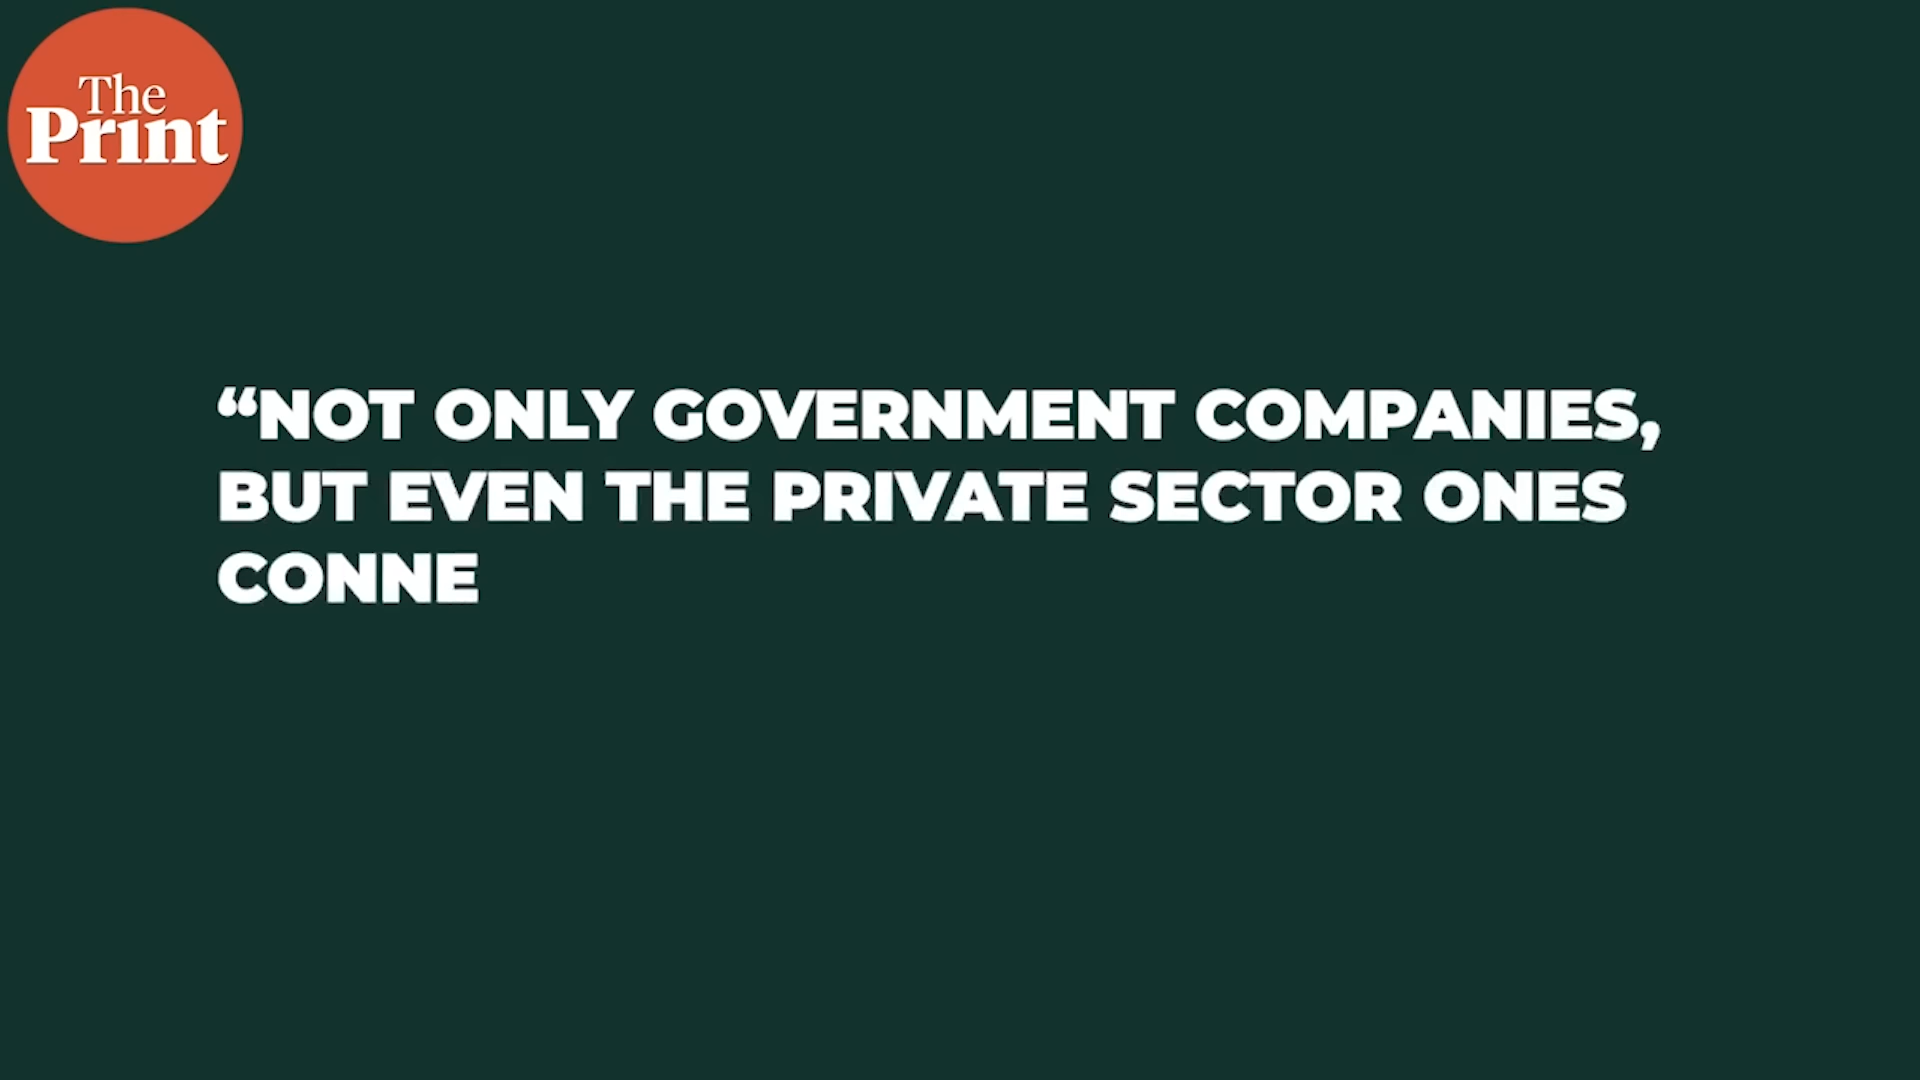 The
Print
“NOT ONLY GOVERNMENT COMPANIES,
BUT EVEN THE PRIVATE SECTOR ONES
CONNE